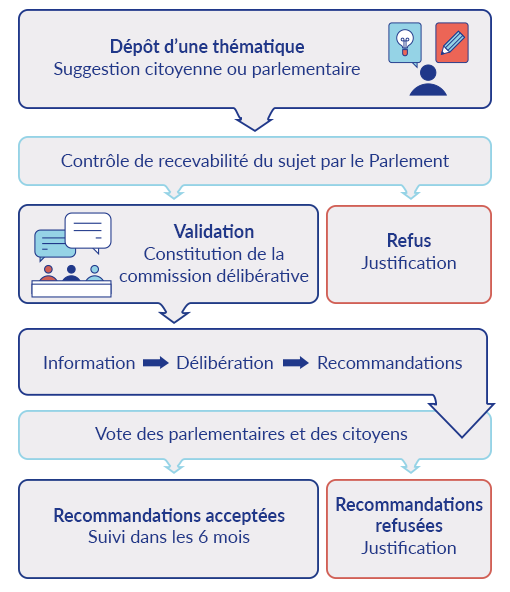 Dépôt d’une thématique
Suggestion citoyenne ou parlementaire
Contrôle de recevabilité du sujet par le Parlement
Validation
Constitution de la
commission délibérative
Refus
Justification
Information Délibération Recommandations
Vote des parlementaires et des citoyens
Recommandations acceptées
Suivi dans les 6 mois
Recommandations
refusées
Justification